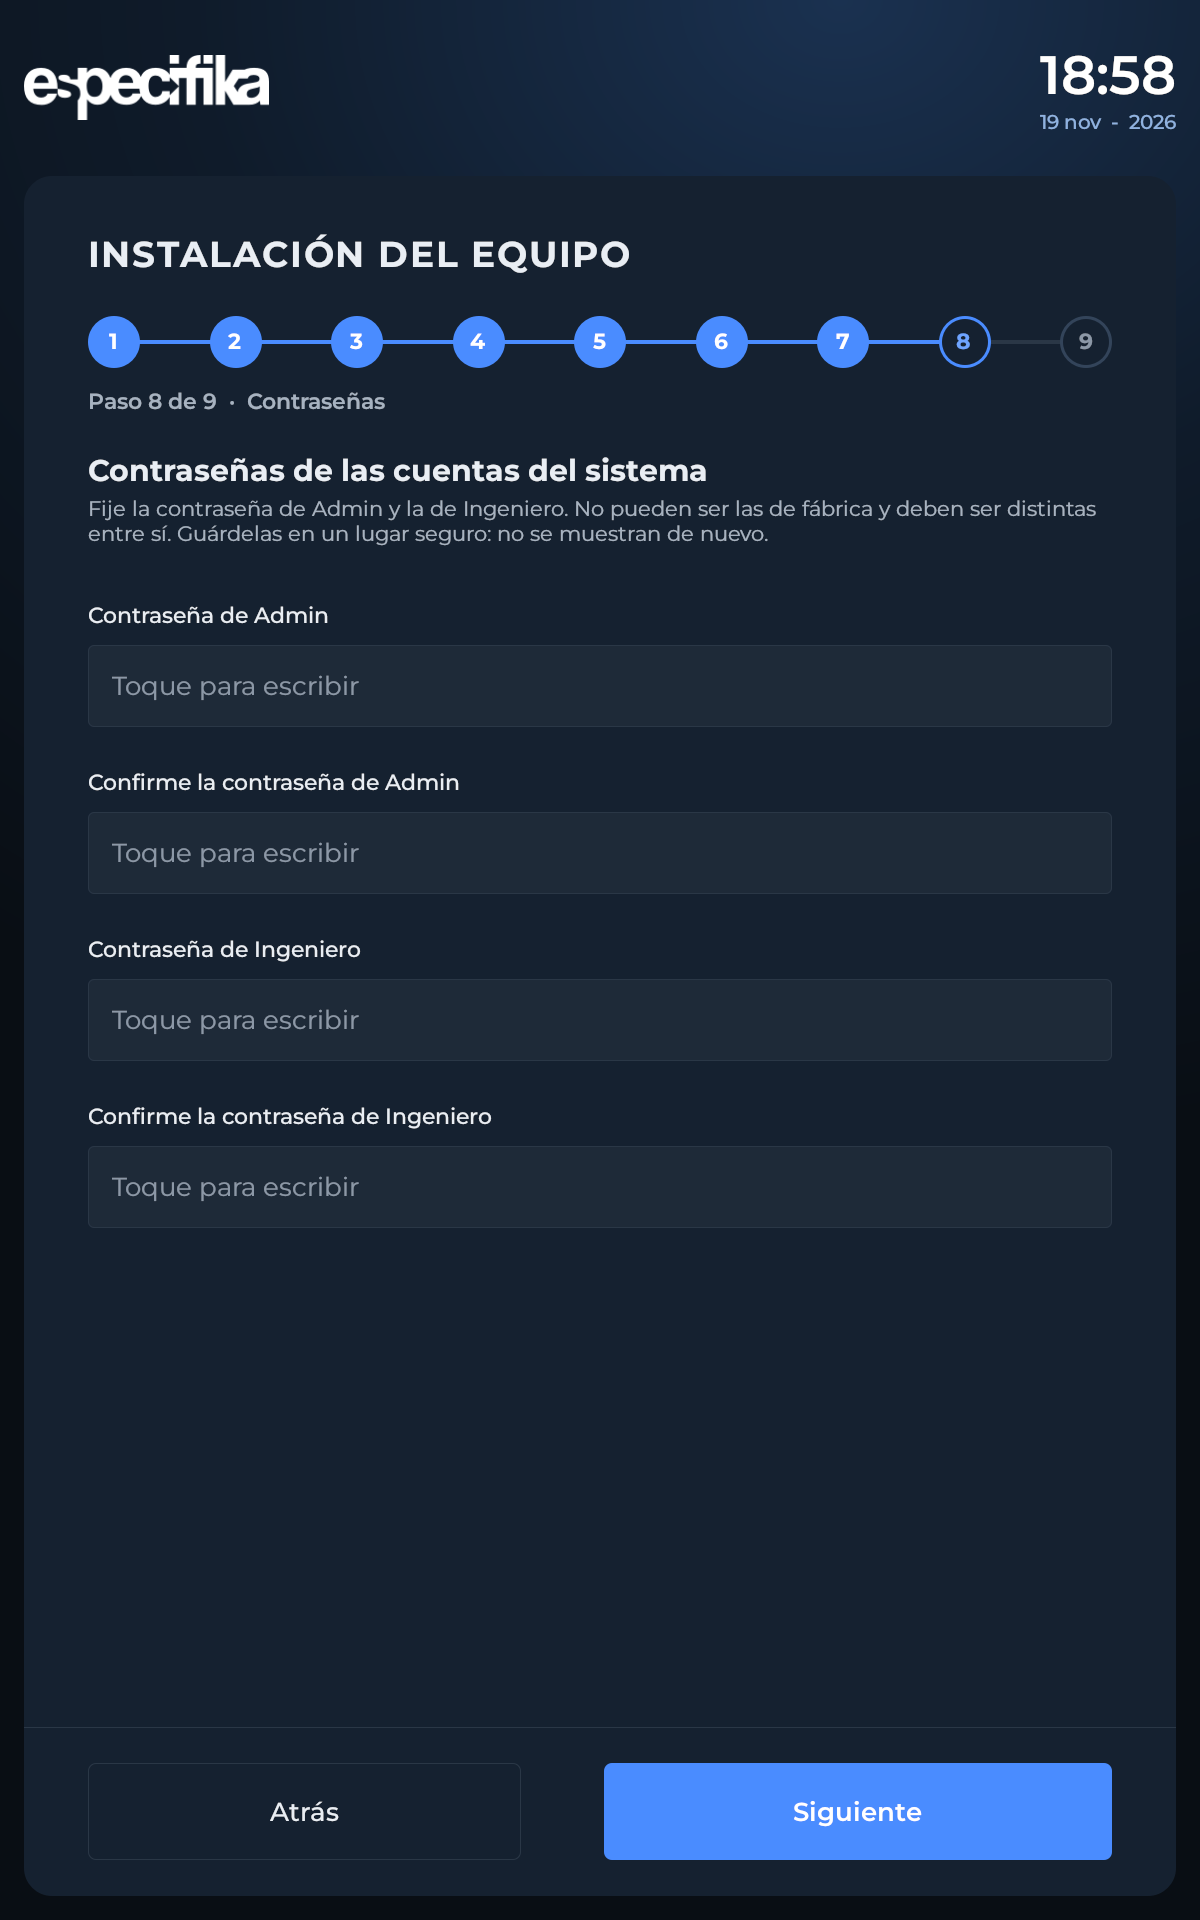 especifika
18:58
19 nov - 2026
INSTALACIÓN DEL EQUIPO
1 2 3 4 5 6 7 8 9
Paso 8 de 9 · Contraseñas
Contraseñas de las cuentas del sistema
Fije la contraseña de Admin y la de Ingeniero. No pueden ser las de fábrica y deben ser distintas
entre sí. Guárdelas en un lugar seguro: no se muestran de nuevo.
Contraseña de Admin
Toque para escribir
Confirme la contraseña de Admin
Toque para escribir
Contraseña de Ingeniero
Toque para escribir
Confirme la contraseña de Ingeniero
Toque para escribir
Atrás
Siguiente